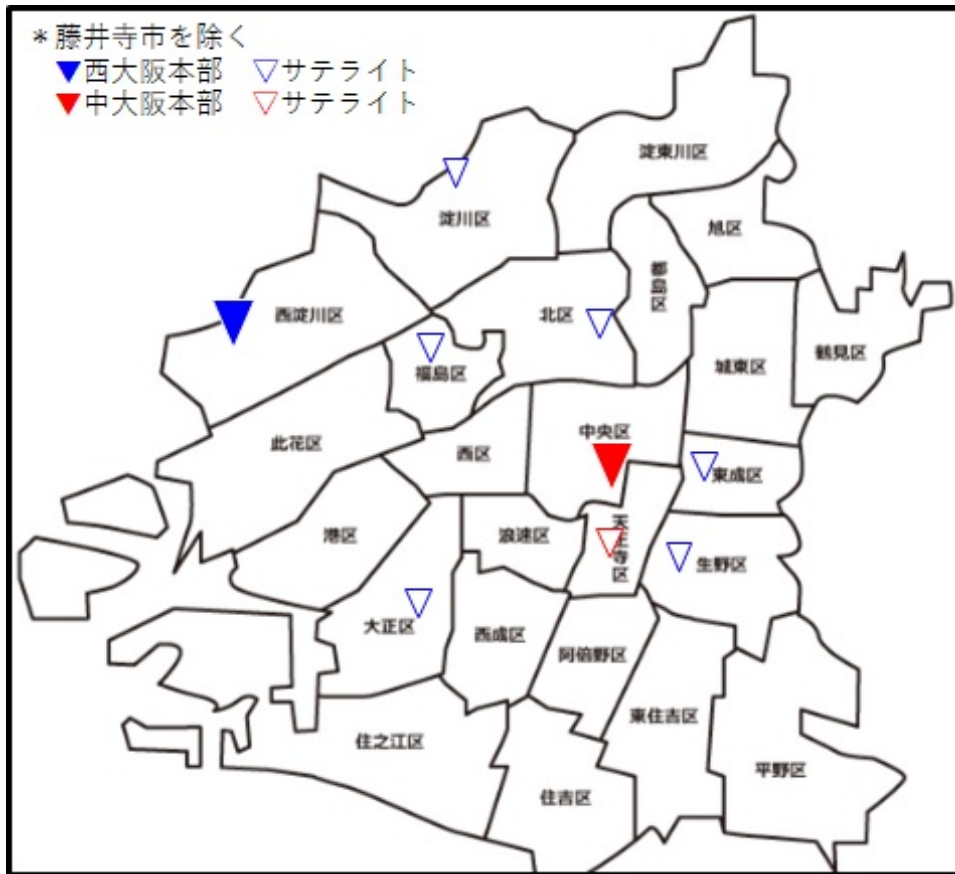 ＊藤井寺市を除く
▼西大阪本部 ▽サテライト
▼中大阪本部 ▽サテライト
淀東川区
淀川区
旭区
都島区
西淀川区
北区
鶴見区
城東区
福島区
中央区
此花区
西区
東成区
港区
浪速区
天王寺区
生野区
大正区
西成区
阿倍野区
東住吉区
住之江区
平野区
住吉区